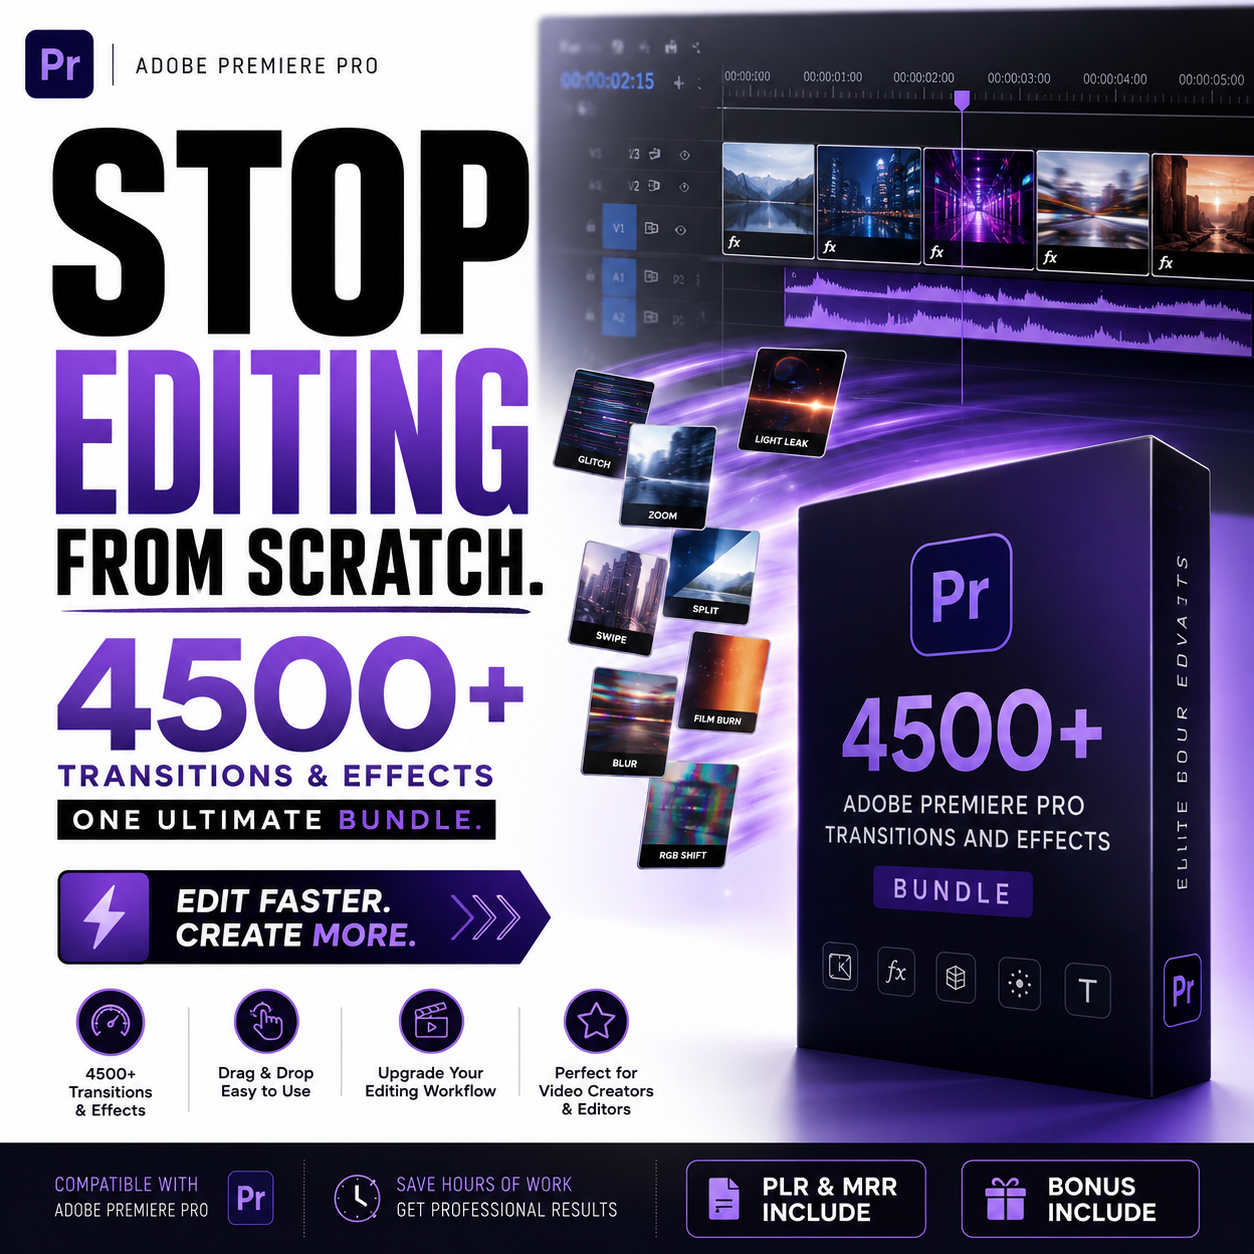 Pr
ADOBE PREMIERE PRO
STOP
EDITING
FROM SCRATCH.
4500+
TRANSITIONS & EFFECTS
ONE ULTIMATE BUNDLE.
EDIT FASTER.
CREATE MORE.
4500+
Transitions
& Effects
Drag & Drop
Easy to Use
Upgrade Your
Editing Workflow
Perfect for
Video Creators
& Editors
00:00:02:15
00:00:00
00:00:01:00
00:00:02:00
00:00:03:00
00:00:04:00
00:00:05:00
V3
V2
V1
A1
A2
fx
fx
fx
fx
fx
GLITCH
LIGHT LEAK
ZOOM
SPLIT
SWIPE
FILM BURN
BLUR
RGB SHIFT
Pr
4500+
ADOBE PREMIERE PRO
TRANSITIONS AND EFFECTS
BUNDLE
K
fx
T
Pr
COMPATIBLE WITH
ADOBE PREMIERE PRO
Pr
SAVE HOURS OF WORK
GET PROFESSIONAL RESULTS
PLR & MRR
INCLUDE
BONUS
INCLUDE